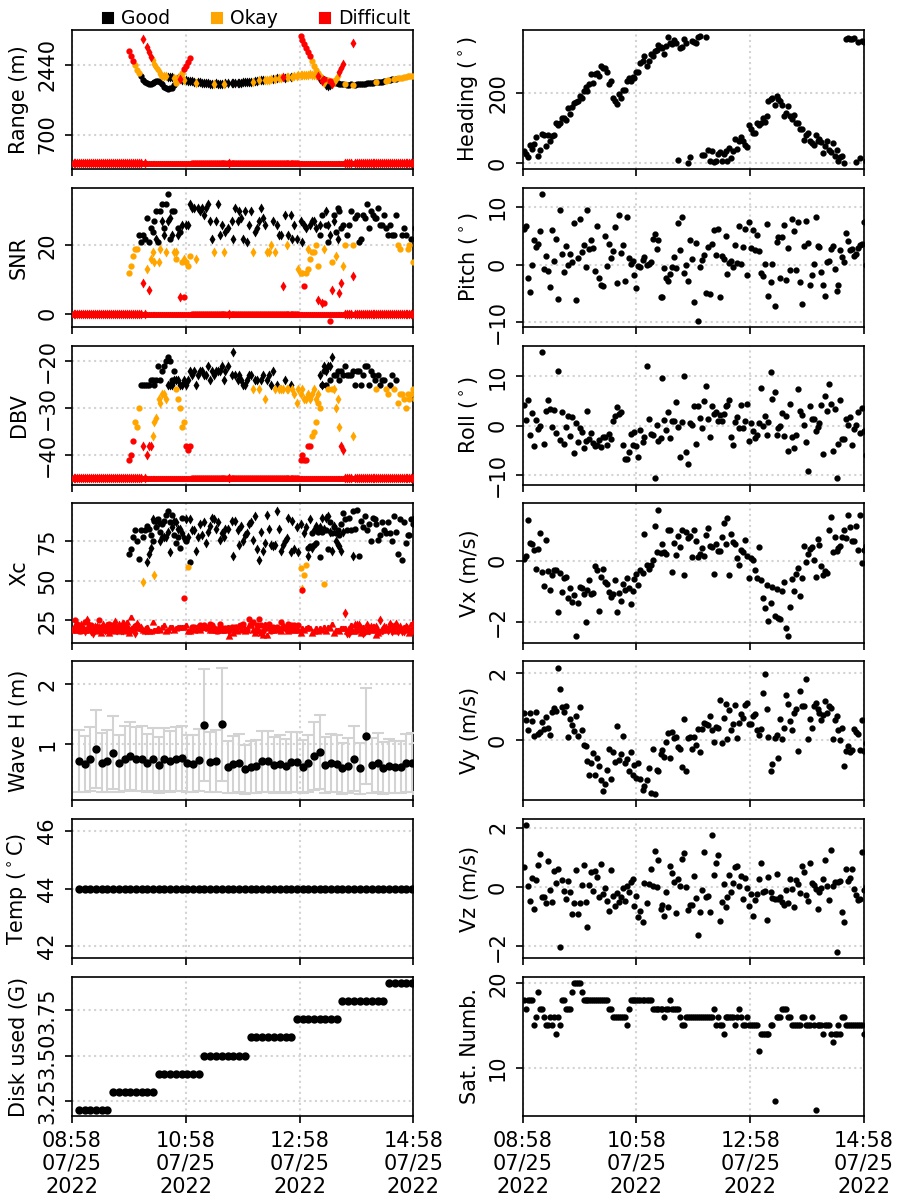 Good Okay Difficult
Range (m)
2440
700
Heading (°)
200
0
SNR
20
0
Pitch (°)
10
0
−10
DBV
−20
−30
−40
Roll (°)
10
0
−10
Xc
75
50
25
Vx (m/s)
0
−2
Wave H (m)
2
1
Vy (m/s)
2
0
Temp (°C)
46
44
42
Vz (m/s)
2
0
−2
Disk used (G)
3.75
3.50
3.25
Sat. Numb.
20
10
08:58 10:58 12:58 14:58
07/25 07/25 07/25 07/25
2022 2022 2022 2022
08:58 10:58 12:58 14:58
07/25 07/25 07/25 07/25
2022 2022 2022 2022